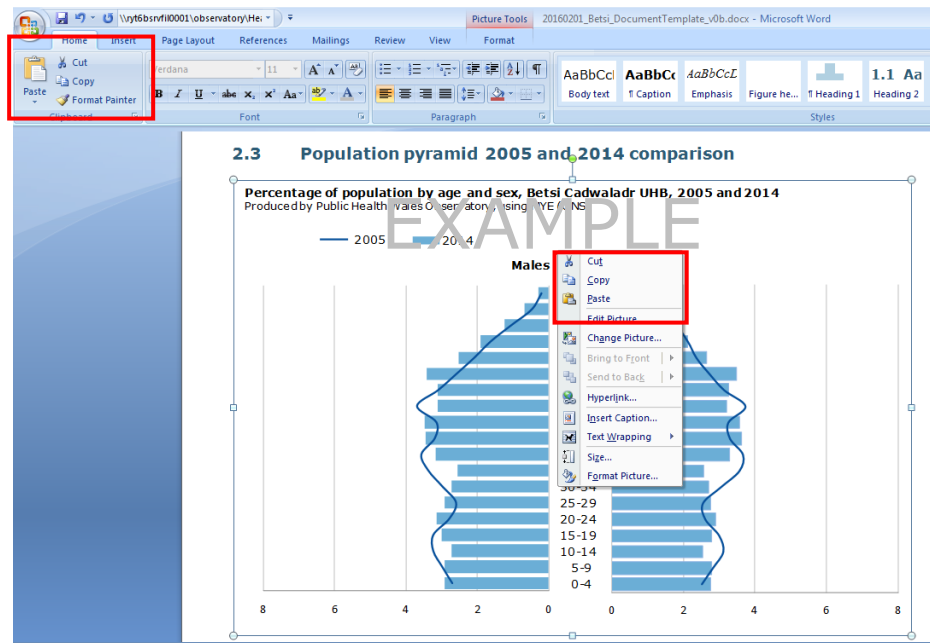 \\ryt6bsrvfil0001\observatory\He
Picture Tools
20160201_Betsi_DocumentTemplate_v0b.docx - Microsoft Word
Home Insert Page Layout References Mailings Review View Format
Paste
Cut
Copy
Format Painter
Clipboard
Verdana 11
Font
Paragraph
AaBbCcl Body text
AaBbCc ¶ Caption
AaBbCcL Emphasis
Figure he...
¶ Heading 1
1.1 Aa Heading 2
Styles
2.3 Population pyramid 2005 and 2014 comparison
Percentage of population by age and sex, Betsi Cadwaladr UHB, 2005 and 2014
Produced by Public Health Wales Observatory, using MYE (ONS
EXAMPLE
2005 2014
Males
Cut
Copy
Paste
Edit Picture
Change Picture...
Bring to Front
Send to Back
Hyperlink...
Insert Caption...
Text Wrapping
Size...
Format Picture...
30-34
25-29
20-24
15-19
10-14
5-9
0-4
8 6 4 2 0 0 2 4 6 8